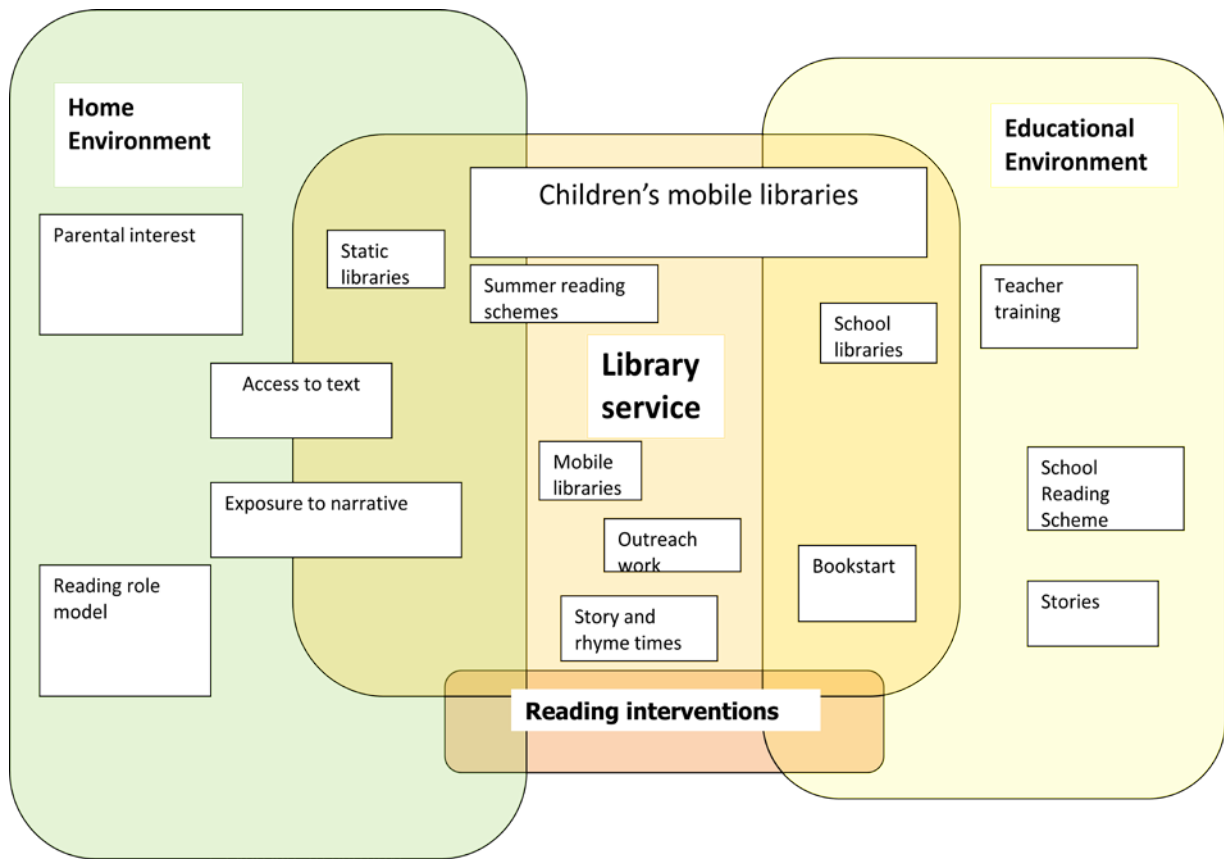 Home
Environment
Educational
Environment
Children's mobile libraries
Parental interest
Static
libraries
Summer reading
schemes
Teacher
training
School
libraries
Library
service
Access to text
Mobile
libraries
School
Reading
Scheme
Exposure to narrative
Outreach
work
Bookstart
Reading role
model
Stories
Story and
rhyme times
Reading interventions